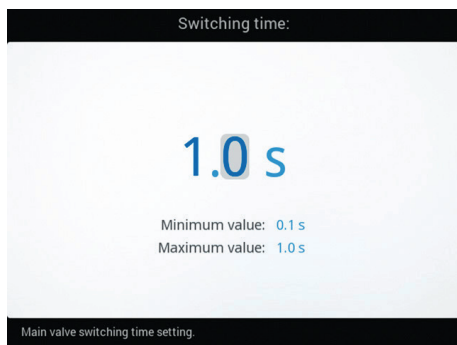 Switching time:
1.0 s
Minimum value: 0.1 s
Maximum value: 1.0 s
Main valve switching time setting.